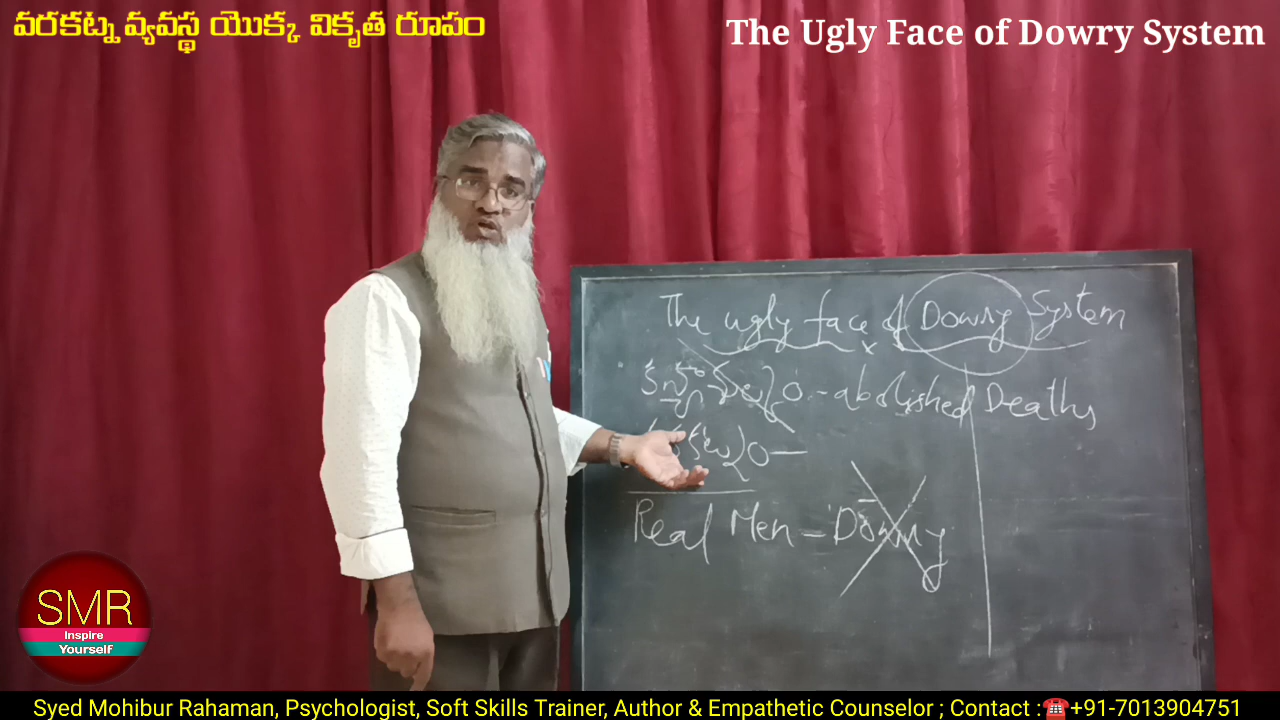 వరకట్న వ్యవస్థ యొక్క వికృత రూపం
The Ugly Face of Dowry System
The ugly face of Dowry System
కన్యాశుల్కం - abolished Deaths
Real Men = Dowry
SMR
Inspire
Yourself
Syed Mohibur Rahaman, Psychologist, Soft Skills Trainer, Author & Empathetic Counselor ; Contact :☎+91-7013904751